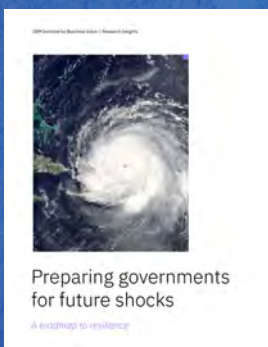 IBM Institute for Business Value | Research Insights
Preparing governments
for future shocks
A roadmap to resilience